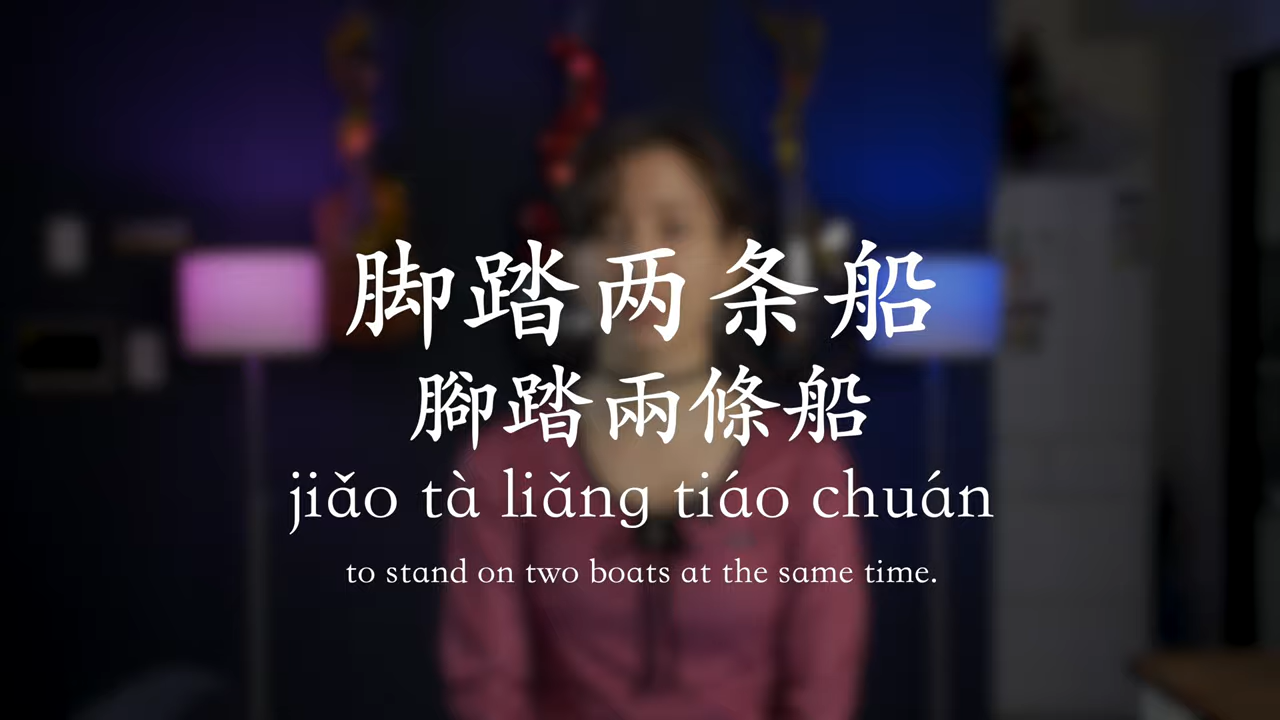 脚踏两条船
腳踏兩條船
jiǎo tà liǎng tiáo chuán
to stand on two boats at the same time.